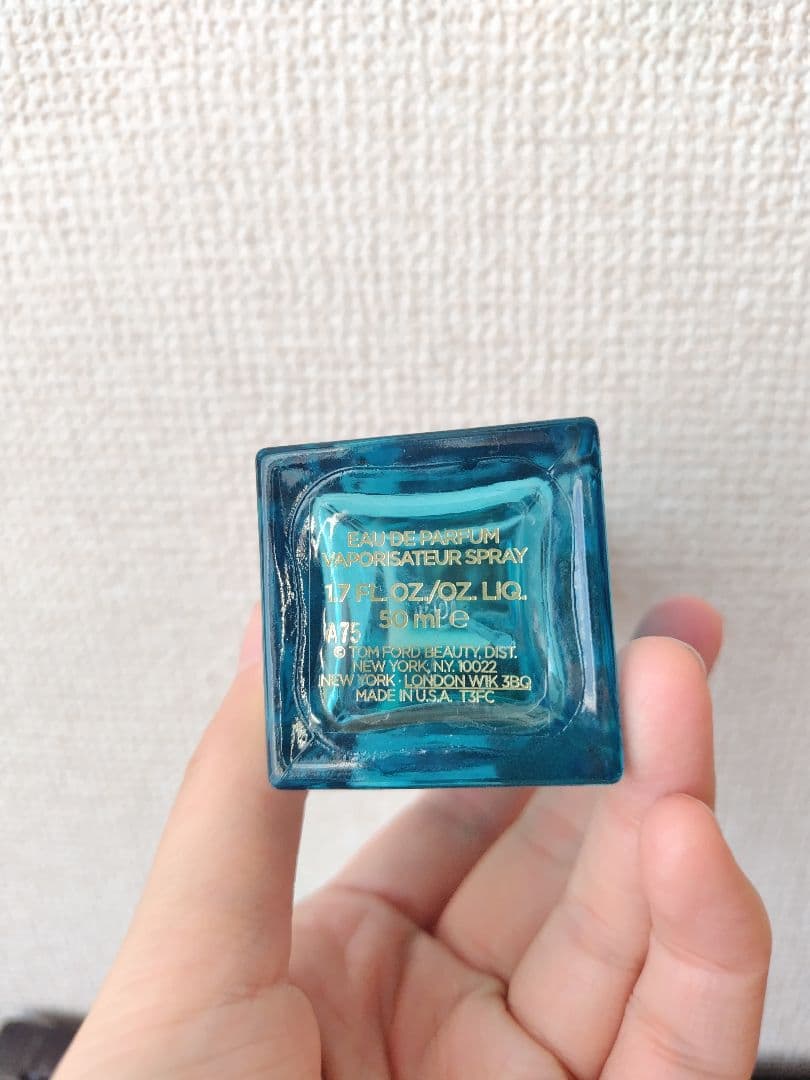 EAU DE PARFUM
VAPORISATEUR SPRAY
1.7 FL. OZ./OZ. LIQ.
50 ml ℮
A75
© TOM FORD BEAUTY, DIST.
NEW YORK, N.Y. 10022
NEW YORK · LONDON W1K 3BQ
MADE IN U.S.A. T3FC